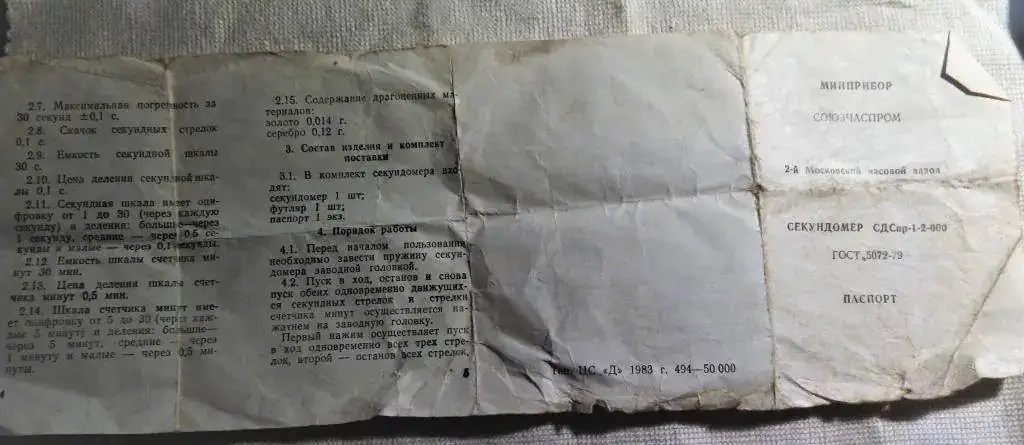 2.7. Максимальная погрешность за
30 секунд ±0,1 с.
2.8. Скачок секундных стрелок
0,1 с.
2.9. Емкость секундной шкалы
30 с.
2.10. Цена деления секундной шка-
лы 0,1 с.
2.11. Секундная шкала имеет оци-
фровку от 1 до 30 (через каждую
секунду) и деления: большие—через
1 секунду, средние — через 0,5 се-
кунды и малые — через 0,1 секунды.
2.12. Емкость шкалы счетчика ми-
нут 30 мин.
2.13. Цена деления шкалы счет-
чика минут 0,5 мин.
2.14. Шкала счетчика минут име-
ет оцифровку от 5 до 30 (через каж-
дые 5 минут) и деления: большие—
через 5 минут, средние — через
1 минуту и малые — через 0,5 ми-
нуты.
4
2.15. Содержание драгоценных ма-
териалов:
золото 0,014 г.
серебро 0,12 г.
3. Состав изделия и комплект
поставки
3.1. В комплект секундомера вхо-
дят:
секундомер 1 шт;
футляр 1 шт;
паспорт 1 экз.
4. Порядок работы
4.1. Перед началом пользования
необходимо завести пружину секун-
домера заводной головкой.
4.2. Пуск в ход, останов и снова
пуск обеих одновременно движущих-
ся секундных стрелок и стрелки
счетчика минут осуществляется на-
жатием на заводную головку.
Первый нажим осуществляет пуск
в ход одновременно всех трех стре-
лок, второй — останов всех стрелок,
5
Тип. ЦС «Д» 1983 г. 494—50 000
МИНПРИБОР
СОЮЗЧАСПРОМ
2-й Московский часовой завод
СЕКУНДОМЕР СДСпр-1-2-000
ГОСТ 5072-79
ПАСПОРТ